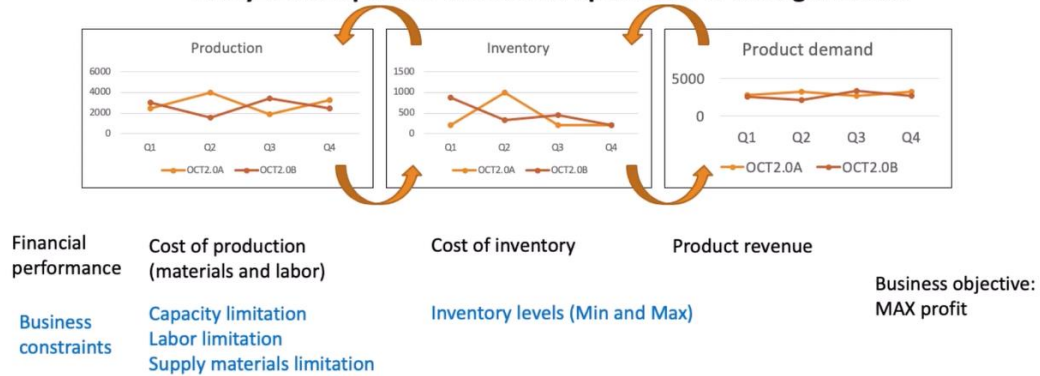 Production
6000
4000
2000
0
Q1 Q2 Q3 Q4
OCT2.0A OCT2.0B
Inventory
1500
1000
500
0
Q1 Q2 Q3 Q4
OCT2.0A OCT2.0B
Product demand
5000
0
Q1 Q2 Q3 Q4
OCT2.0A OCT2.0B
Financial
performance
Cost of production
(materials and labor)
Cost of inventory
Product revenue
Business objective:
MAX profit
Business
constraints
Capacity limitation
Labor limitation
Supply materials limitation
Inventory levels (Min and Max)